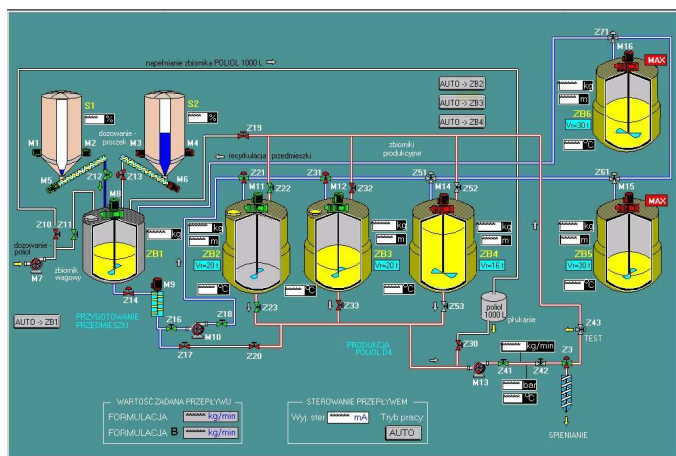 Z71
M16
MAX
napełnianie zbiornika POLIOL 1000 L
AUTO -> ZB2
AUTO -> ZB3
AUTO -> ZB4
S1
S2
%
%
dozowanie - proszek
M1
M2
M3
M4
M5
M6
Z12
Z13
Z19
zbiorniki produkcyjne
recyrkulacja przedmieszki
kg
m
ZB6
Vr=30 t
°C
Z10
Z11
M8
Z21
M11
Z22
Z31
M12
Z32
Z51
M14
Z52
Z61
M15
MAX
dozowanie - poliol
M7
zbiornik wagowy
kg
ZB1
°C
kg
m
ZB2
Vr=20 t
°C
kg
m
ZB3
Vr=20 t
°C
kg
m
ZB4
Vr=16 t
°C
kg
m
ZB5
Vr=30 t
°C
Z14
M9
Z23
Z33
Z53
poliol 1000 L
płukanie
AUTO -> ZB1
PRZYGOTOWANIE PRZEDMIESZKI
Z16
Z18
M10
Z17
Z20
PRODUKCJA POLIOL D4
Z30
M13
kg/min
Z41
Z42
bar
°C
Z43
TEST
Z3
SPIENIANIE
WARTOŚĆ ZADANA PRZEPŁYWU
FORMULACJA kg/min
FORMULACJA B kg/min
STEROWANIE PRZEPŁYWEM
Wyj. ster. mA Tryb pracy:
AUTO